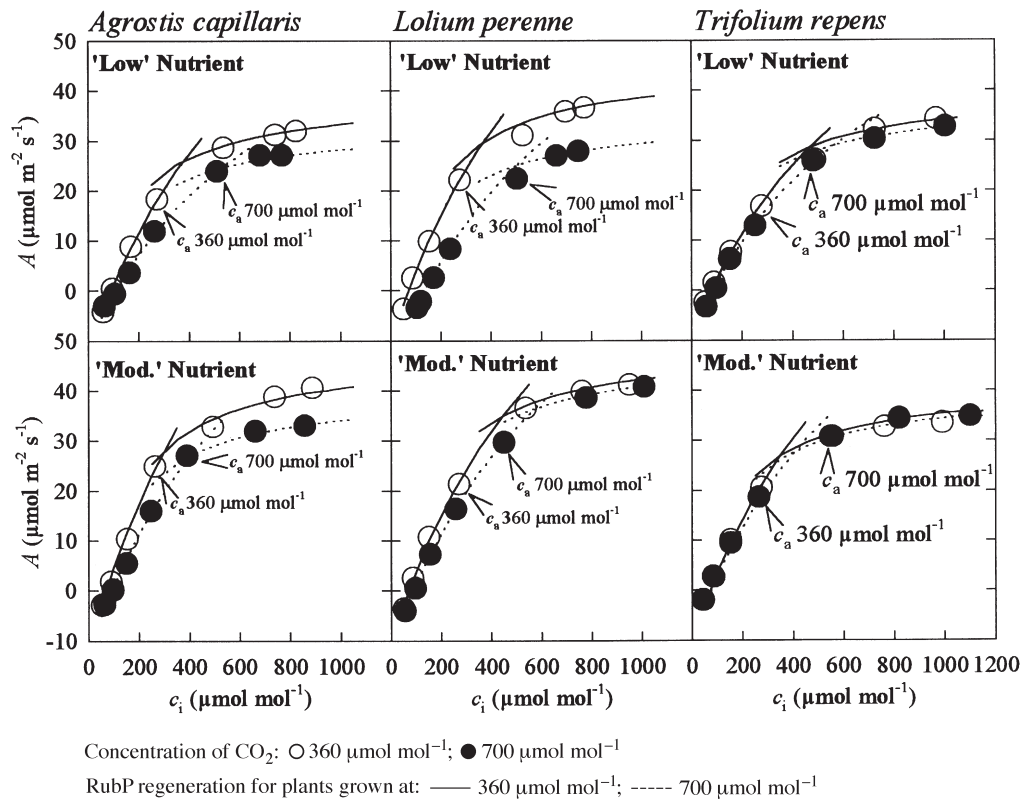 Agrostis capillaris Lolium perenne Trifolium repens
50
'Low' Nutrient 'Low' Nutrient 'Low' Nutrient
40
30
20
10
0
A (µmol m⁻² s⁻¹)
cₐ 700 µmol mol⁻¹
cₐ 360 µmol mol⁻¹
cₐ 700 µmol mol⁻¹
cₐ 360 µmol mol⁻¹
cₐ 700 µmol mol⁻¹
cₐ 360 µmol mol⁻¹
50
'Mod.' Nutrient 'Mod.' Nutrient 'Mod.' Nutrient
40
30
20
10
0
-10
A (µmol m⁻² s⁻¹)
cₐ 700 µmol mol⁻¹
cₐ 360 µmol mol⁻¹
cₐ 700 µmol mol⁻¹
cₐ 360 µmol mol⁻¹
cₐ 700 µmol mol⁻¹
cₐ 360 µmol mol⁻¹
0 200 400 600 800 1000 0 200 400 600 800 1000 0 200 400 600 800 1000 1200
cᵢ (µmol mol⁻¹) cᵢ (µmol mol⁻¹) cᵢ (µmol mol⁻¹)
Concentration of CO₂: 360 µmol mol⁻¹; 700 µmol mol⁻¹
RubP regeneration for plants grown at: 360 µmol mol⁻¹; 700 µmol mol⁻¹